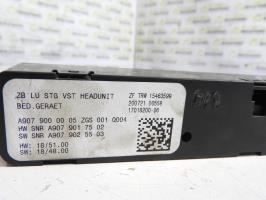 ZB LU STG VST HEADUNIT
BED.GERAET
ZF TRW 15463599
200721 00558
17018200-06
A907 900 00 05 ZGS 001 Q004
HW SNR A907 901 75 02
SW SNR A907 902 55 03
HW: 18/51.00
SW: 18/48.00